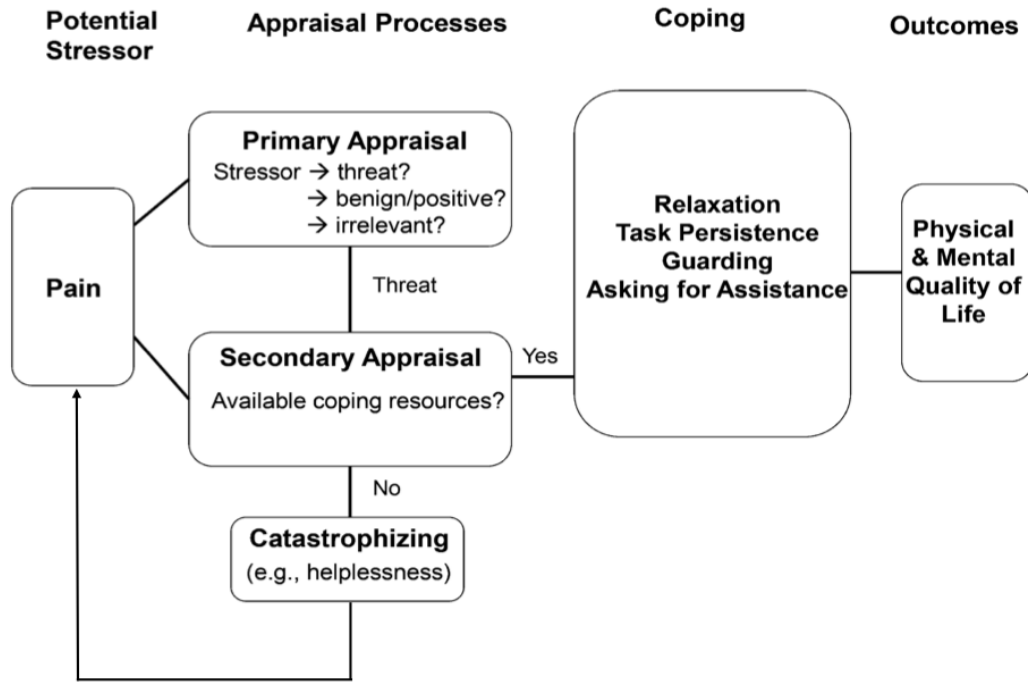 Potential
Stressor
Appraisal Processes
Coping
Outcomes
Pain
Primary Appraisal
Stressor → threat?
→ benign/positive?
→ irrelevant?
Threat
Secondary Appraisal
Available coping resources?
Yes
No
Catastrophizing
(e.g., helplessness)
Relaxation
Task Persistence
Guarding
Asking for Assistance
Physical
& Mental
Quality of
Life